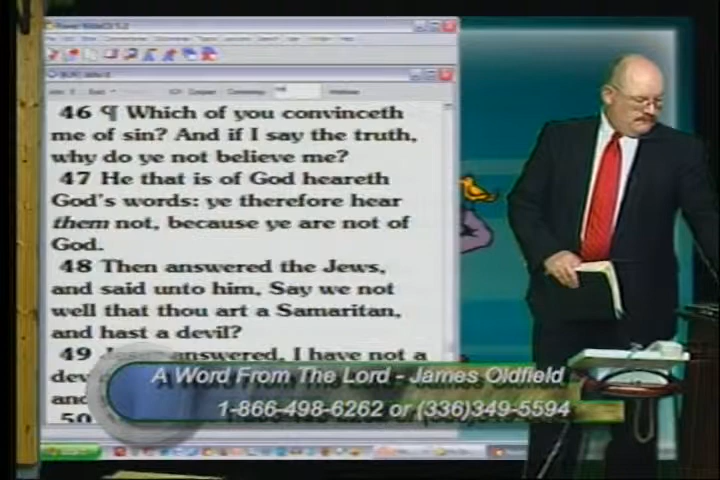 46 ¶ Which of you convinceth
me of sin? And if I say the truth,
why do ye not believe me?
47 He that is of God heareth
God's words: ye therefore hear
them not, because ye are not of
God.
48 Then answered the Jews,
and said unto him, Say we not
well that thou art a Samaritan,
and hast a devil?
49 answered, I have not a
dev
and
50
A Word From The Lord - James Oldfield
1-866-498-6262 or (336)349-5594